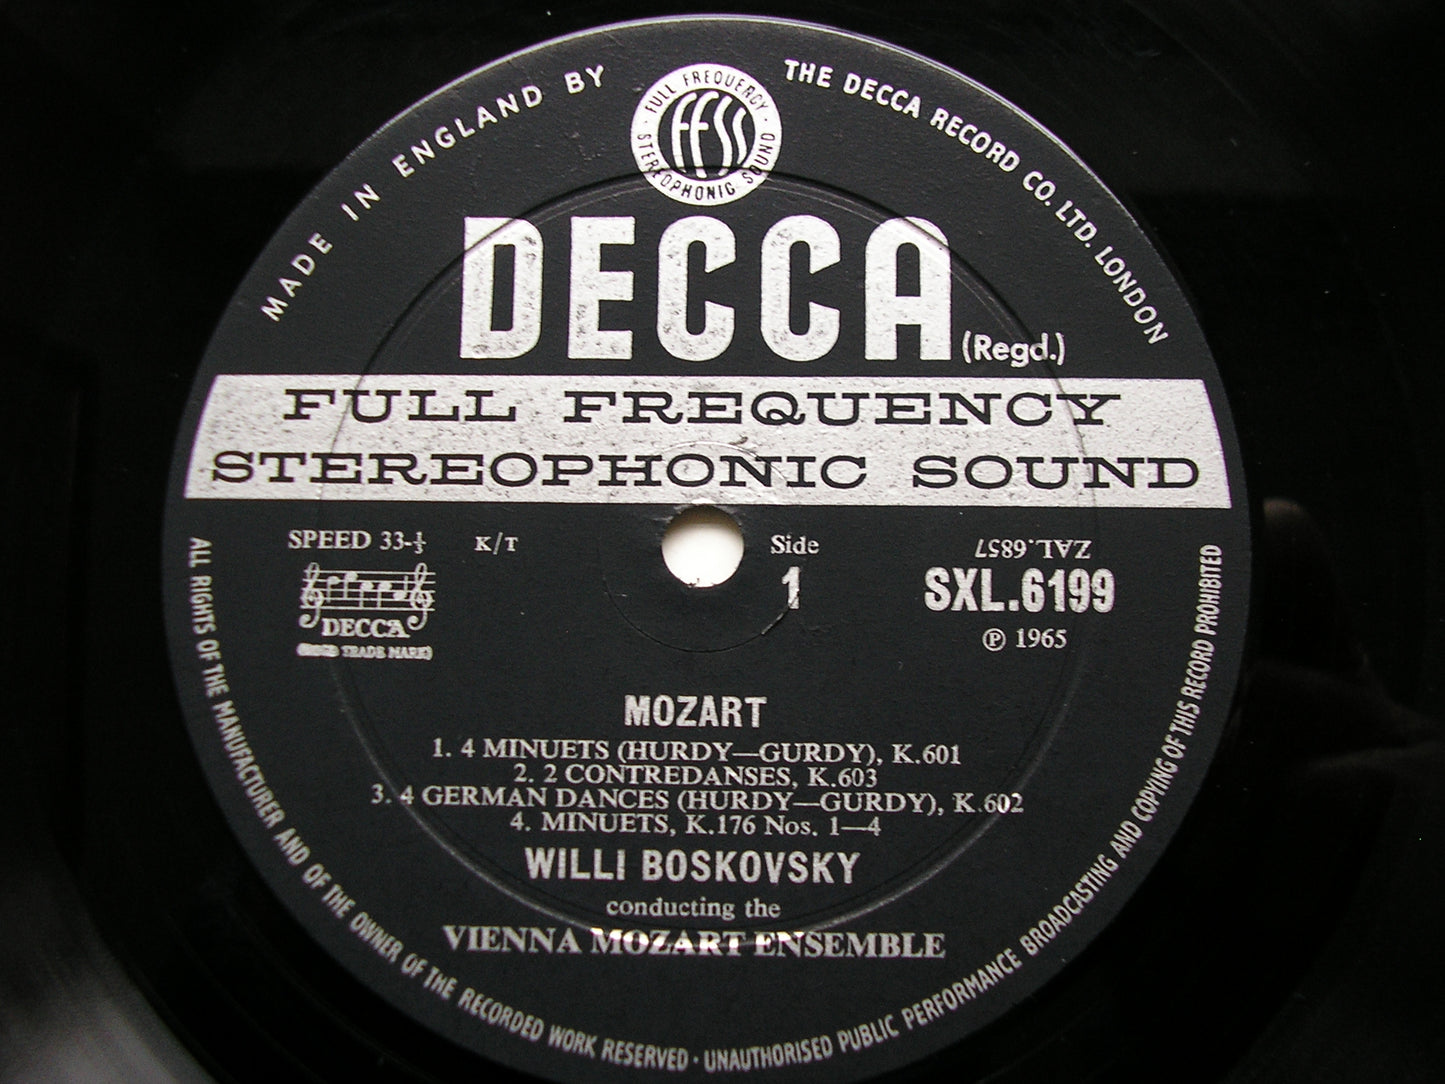 MADE IN ENGLAND BY
THE DECCA RECORD CO. LTD. LONDON
FULL FREQUENCY
FFSS
STEREOPHONIC SOUND
DECCA (Regd.)
FULL FREQUENCY
STEREOPHONIC SOUND
SPEED 33-⅓ K/T
DECCA
(REGD TRADE MARK)
Side
1
ZAL.6857
SXL.6199
Ⓟ 1965
MOZART
1. 4 MINUETS (HURDY—GURDY), K.601
2. 2 CONTREDANSES, K.603
3. 4 GERMAN DANCES (HURDY—GURDY), K.602
4. MINUETS, K.176 Nos. 1—4
WILLI BOSKOVSKY
conducting the
VIENNA MOZART ENSEMBLE
ALL RIGHTS OF THE MANUFACTURER AND OF THE OWNER OF THE RECORDED WORK RESERVED · UNAUTHORISED PUBLIC PERFORMANCE BROADCASTING AND COPYING OF THIS RECORD PROHIBITED